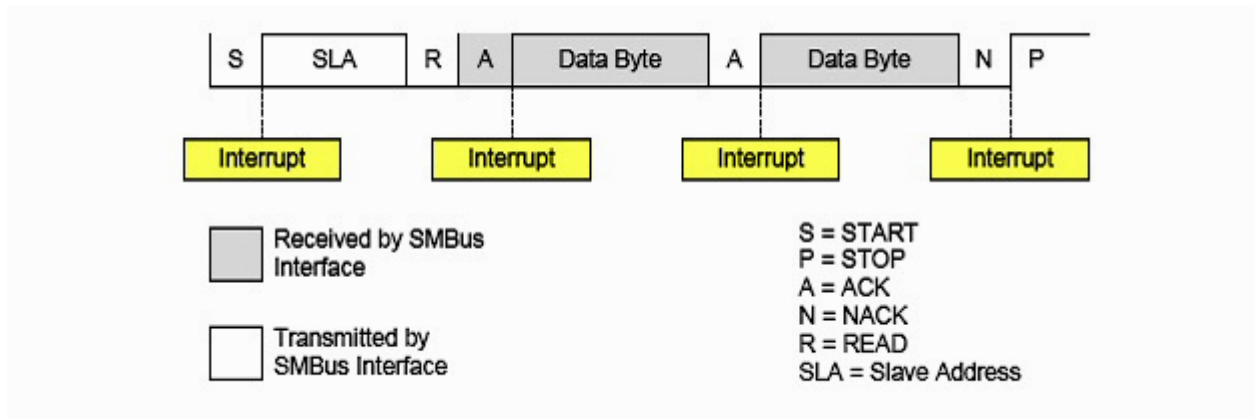 S SLA R A Data Byte A Data Byte N P
Interrupt Interrupt Interrupt Interrupt
Received by SMBus
Interface
Transmitted by
SMBus Interface
S = START
P = STOP
A = ACK
N = NACK
R = READ
SLA = Slave Address